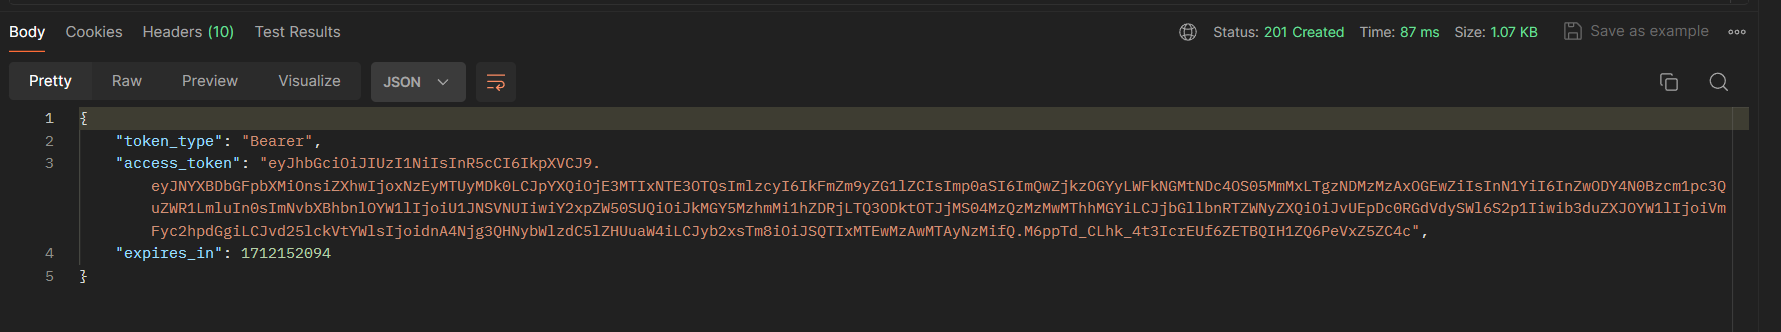 Body Cookies Headers (10) Test Results Status: 201 Created Time: 87 ms Size: 1.07 KB Save as example
Pretty Raw Preview Visualize JSON
1 {
2 "token_type": "Bearer",
3 "access_token": "eyJhbGciOiJIUzI1NiIsInR5cCI6IkpXVCJ9.
eyJNYXBDbGFpbXMiOnsiZXhwIjoxNzEyMTUyMDk0LCJpYXQiOjE3MTIxNTE3OTQsImlzcyI6IkFmZm9yZG1lZCIsImp0aSI6ImQwZjkzOGYyLWFkNGMtNDc4OS05MmMxLTgzNDMzMzAxOGEwZiIsInN1YiI6InZwODY4N0Bzcm1pc3Q
uZWR1LmluIn0sImNvbXBhbnlOYW1lIjoiU1JNSVNUIiwiY2xpZW50SUQiOiJkMGY5MzhmMi1hZDRjLTQ3ODktOTJjMS04MzQzMzMwMThhMGYiLCJjbGllbnRTZWNyZXQiOiJvUEpDc0RGdVdySWl6S2p1Iiwib3duZXJOYW1lIjoiVm
Fyc2hpdGgiLCJvd25lckVtYWlsIjoidnA4Njg3QHNybWlzdC5lZHUuaW4iLCJyb2xsTm8iOiJSQTIxMTEwMzAwMTAyNzMifQ.M6ppTd_CLhk_4t3IcrEUf6ZETBQIH1ZQ6PeVxZ5ZC4c",
4 "expires_in": 1712152094
5 }